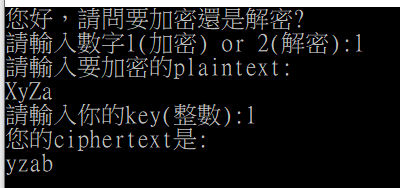 您好，請問要加密還是解密?
請輸入數字1(加密) or 2(解密):1
請輸入要加密的plaintext:
XyZa
請輸入你的key(整數):1
您的ciphertext是:
yzab